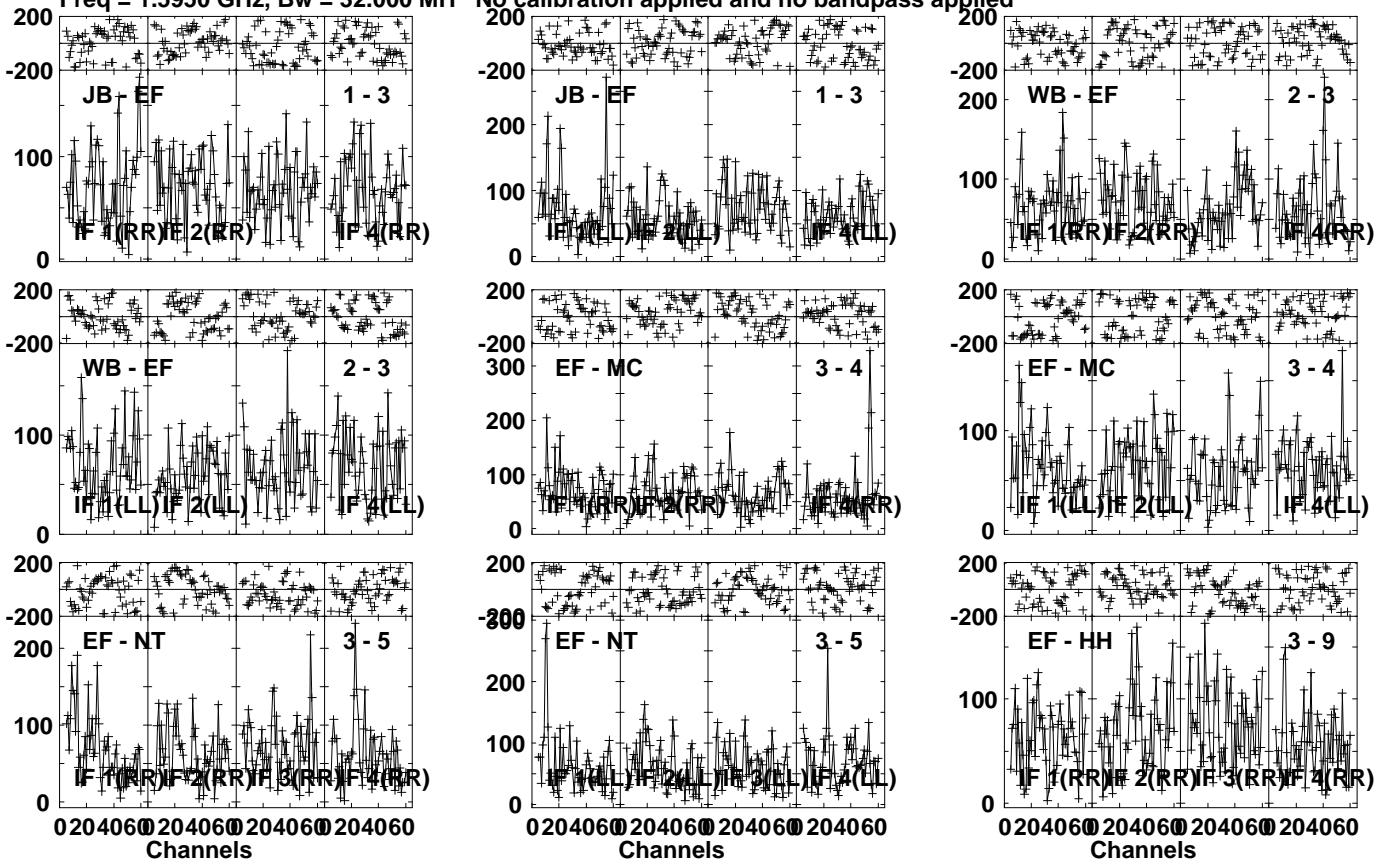 Freq = 1.5950 GHz, Bw = 32.000 MH No calibration applied and no bandpass applied
200 200 200
-200 -200 -200
JB - EF 1 - 3 JB - EF 1 - 3 WB - EF 2 - 3
200 200
100 100 100
IF 1(RR) IF 2(RR) IF 4(RR) IF 1(LL) IF 2(LL) IF 4(LL) IF 1(RR) IF 2(RR) IF 4(RR)
0 0 0
200 200 200
-200 -200 -200
WB - EF 2 - 3 EF - MC 3 - 4 EF - MC 3 - 4
300
200
100 100 100
IF 1(LL) IF 2(LL) IF 4(LL) IF 1(RR) IF 2(RR) IF 4(RR) IF 1(LL) IF 2(LL) IF 4(LL)
0 0 0
200 200 200
-200 -200 -200
300
EF - NT 3 - 5 EF - NT 3 - 5 EF - HH 3 - 9
200 200
100 100 100
IF 1(RR) IF 2(RR) IF 3(RR) IF 4(RR) IF 1(LL) IF 2(LL) IF 3(LL) IF 4(LL) IF 1(RR) IF 2(RR) IF 3(RR) IF 4(RR)
0 0 0
0 20 40 60 0 20 40 60 0 20 40 60 0 20 40 60 0 20 40 60 0 20 40 60 0 20 40 60 0 20 40 60 0 20 40 60 0 20 40 60 0 20 40 60 0 20 40 60
Channels Channels Channels